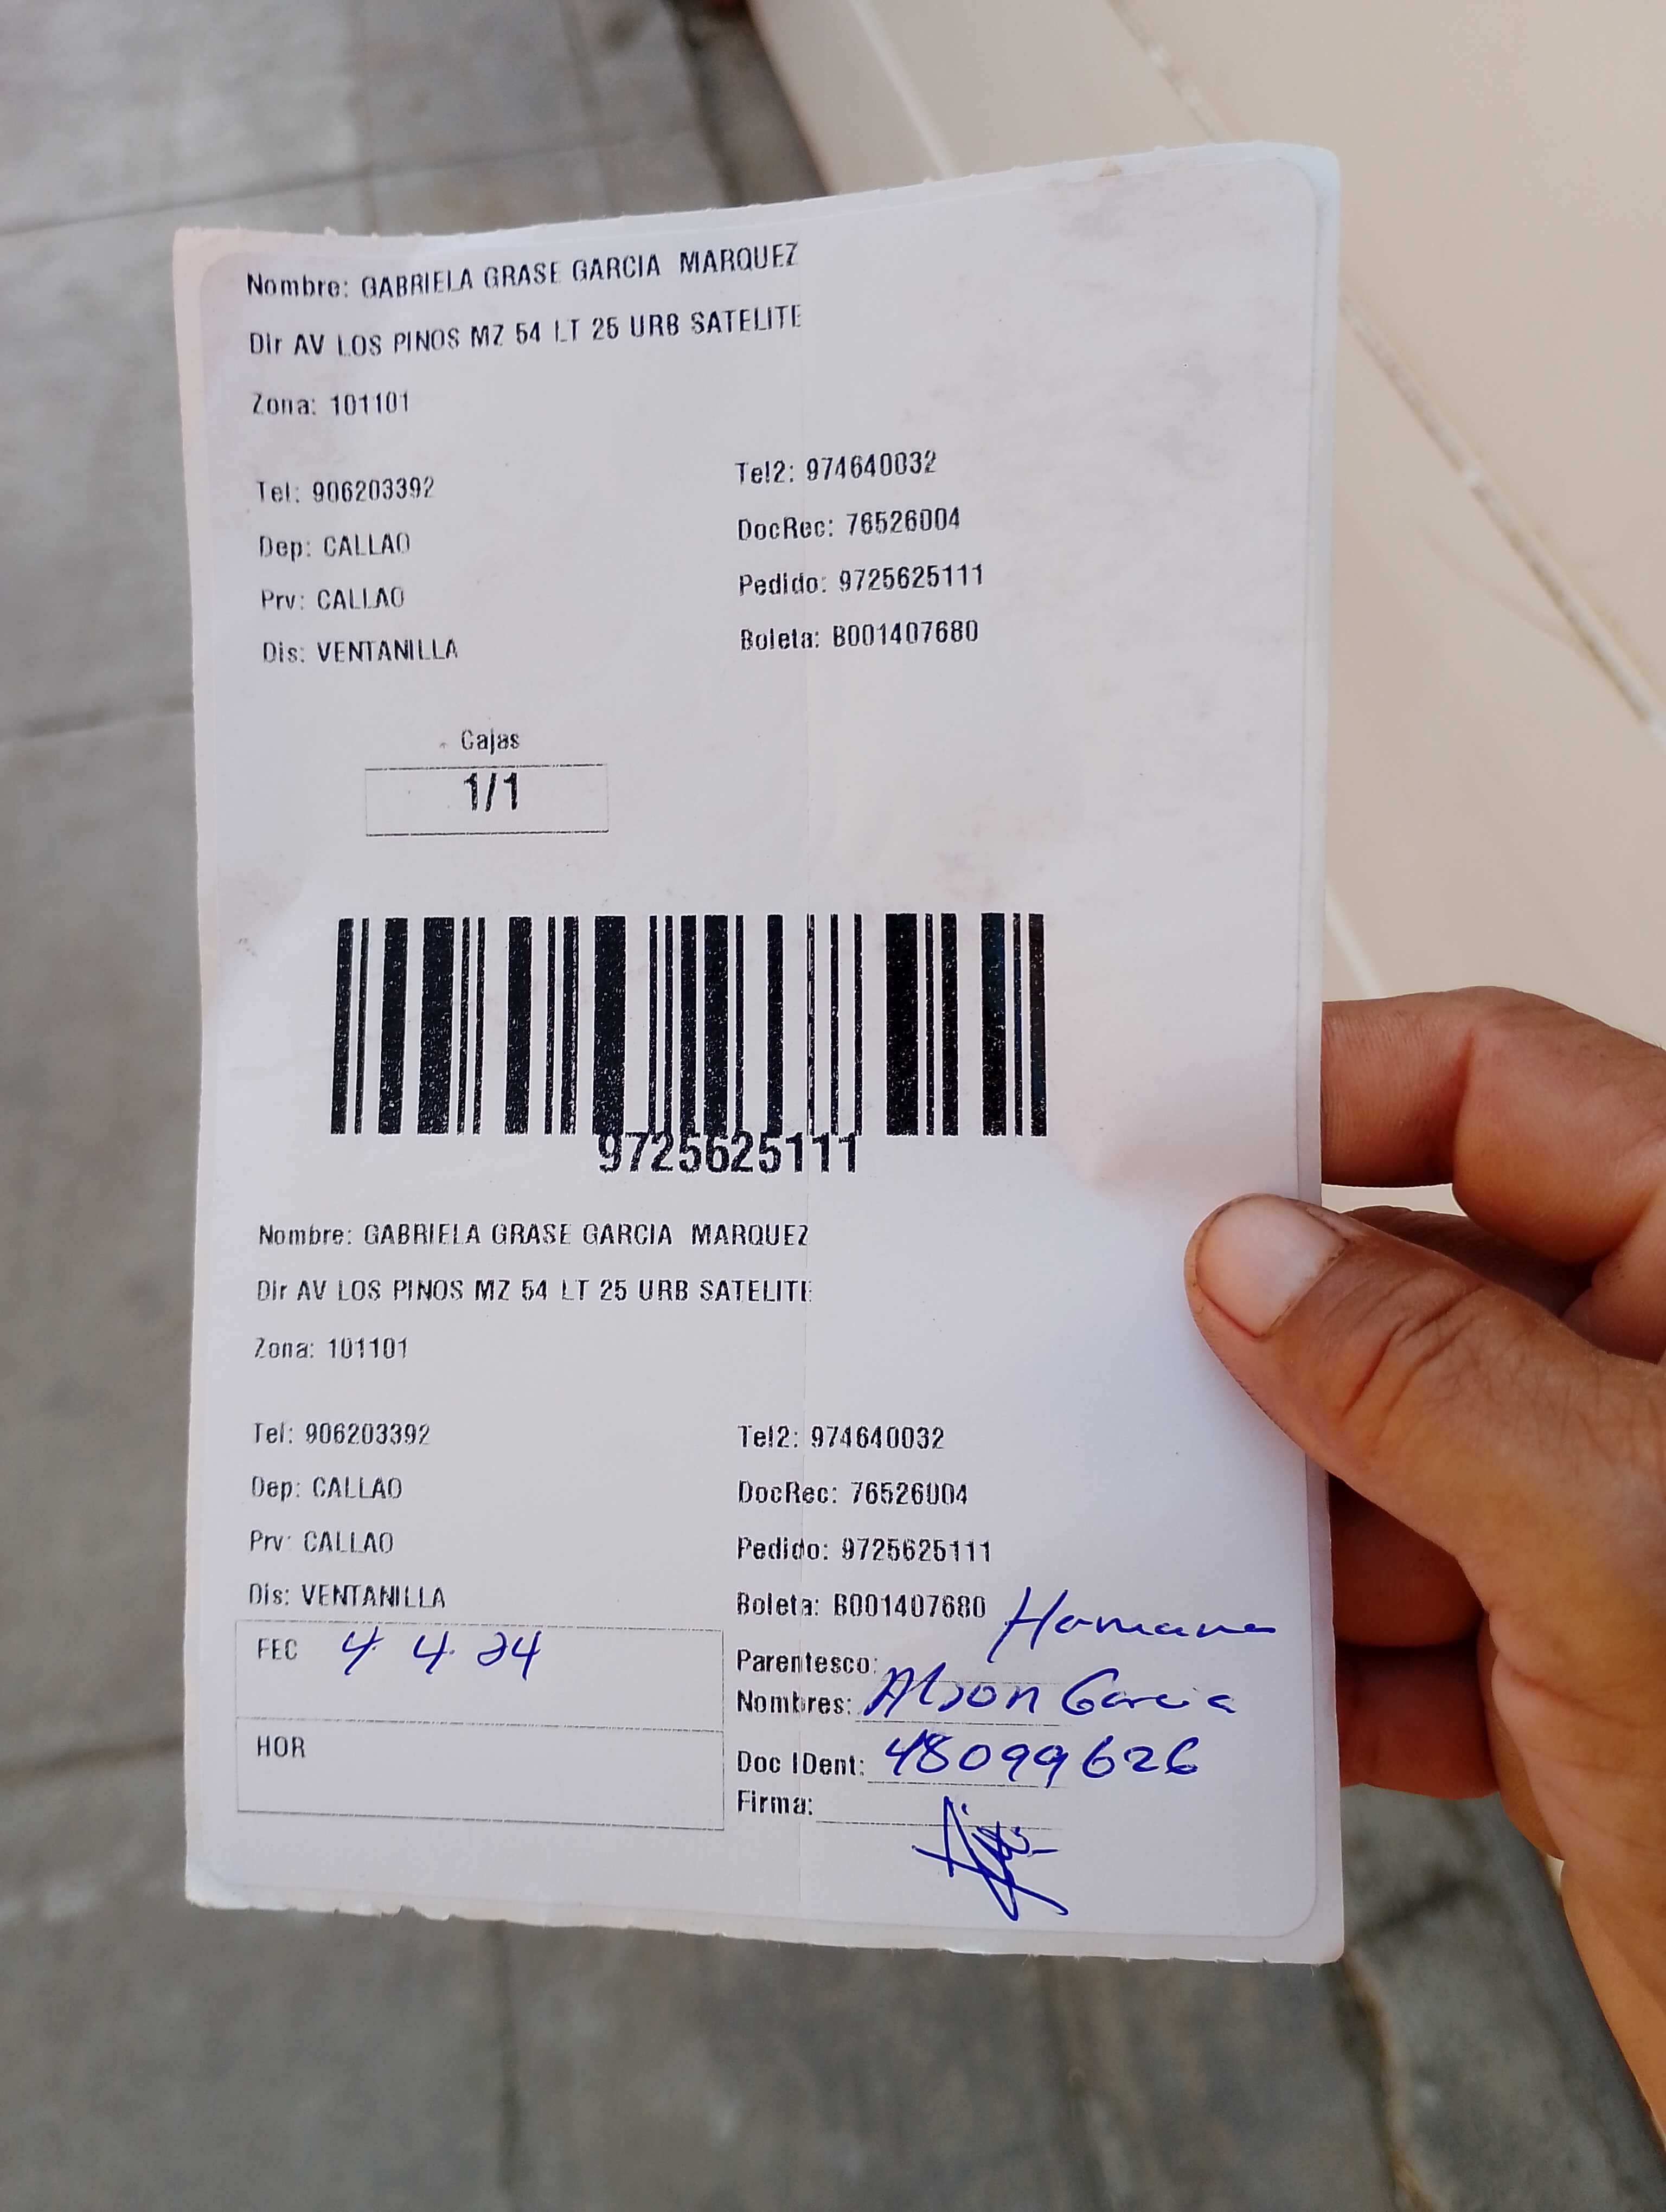 Nombre: GABRIELA GRASE GARCIA MARQUEZ
Dir AV LOS PINOS MZ 54 LT 25 URB SATELITE
Zona: 101101
Tel: 906203392 Tel2: 974640032
Dep: CALLAO DocRec: 76526004
Prv: CALLAO Pedido: 9725625111
Dis: VENTANILLA Boleta: B001407680
Cajas
1/1
9725625111
Nombre: GABRIELA GRASE GARCIA MARQUEZ
Dir AV LOS PINOS MZ 54 LT 25 URB SATELITE
Zona: 101101
Tel: 906203392 Tel2: 974640032
Dep: CALLAO DocRec: 76526004
Prv: CALLAO Pedido: 9725625111
Dis: VENTANILLA Boleta: B001407680
FEC 4. 4. 24
Parentesco:
Nombres: Garcia
HOR
Doc IDent: 48099626
Firma: